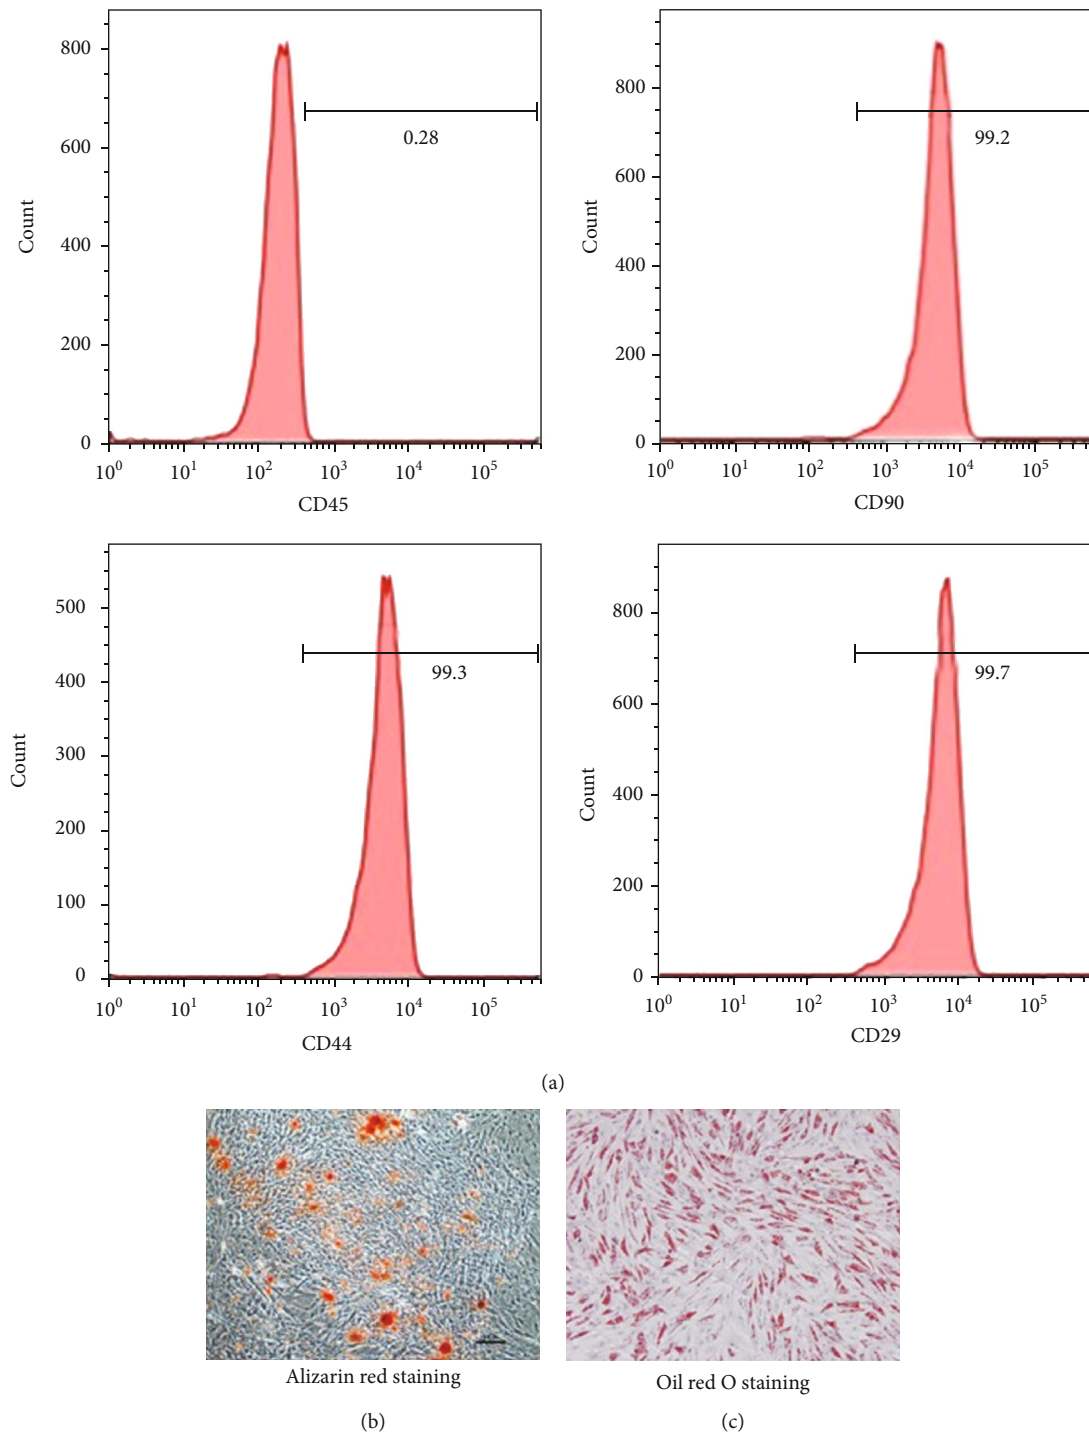 800
600
400
200
0
Count
0.28
10⁰ 10¹ 10² 10³ 10⁴ 10⁵
CD45
800
600
400
200
0
Count
99.2
10⁰ 10¹ 10² 10³ 10⁴ 10⁵
CD90
500
400
300
200
100
0
Count
99.3
10⁰ 10¹ 10² 10³ 10⁴ 10⁵
CD44
800
600
400
200
0
Count
99.7
10⁰ 10¹ 10² 10³ 10⁴ 10⁵
CD29
(a)
Alizarin red staining
(b)
Oil red O staining
(c)